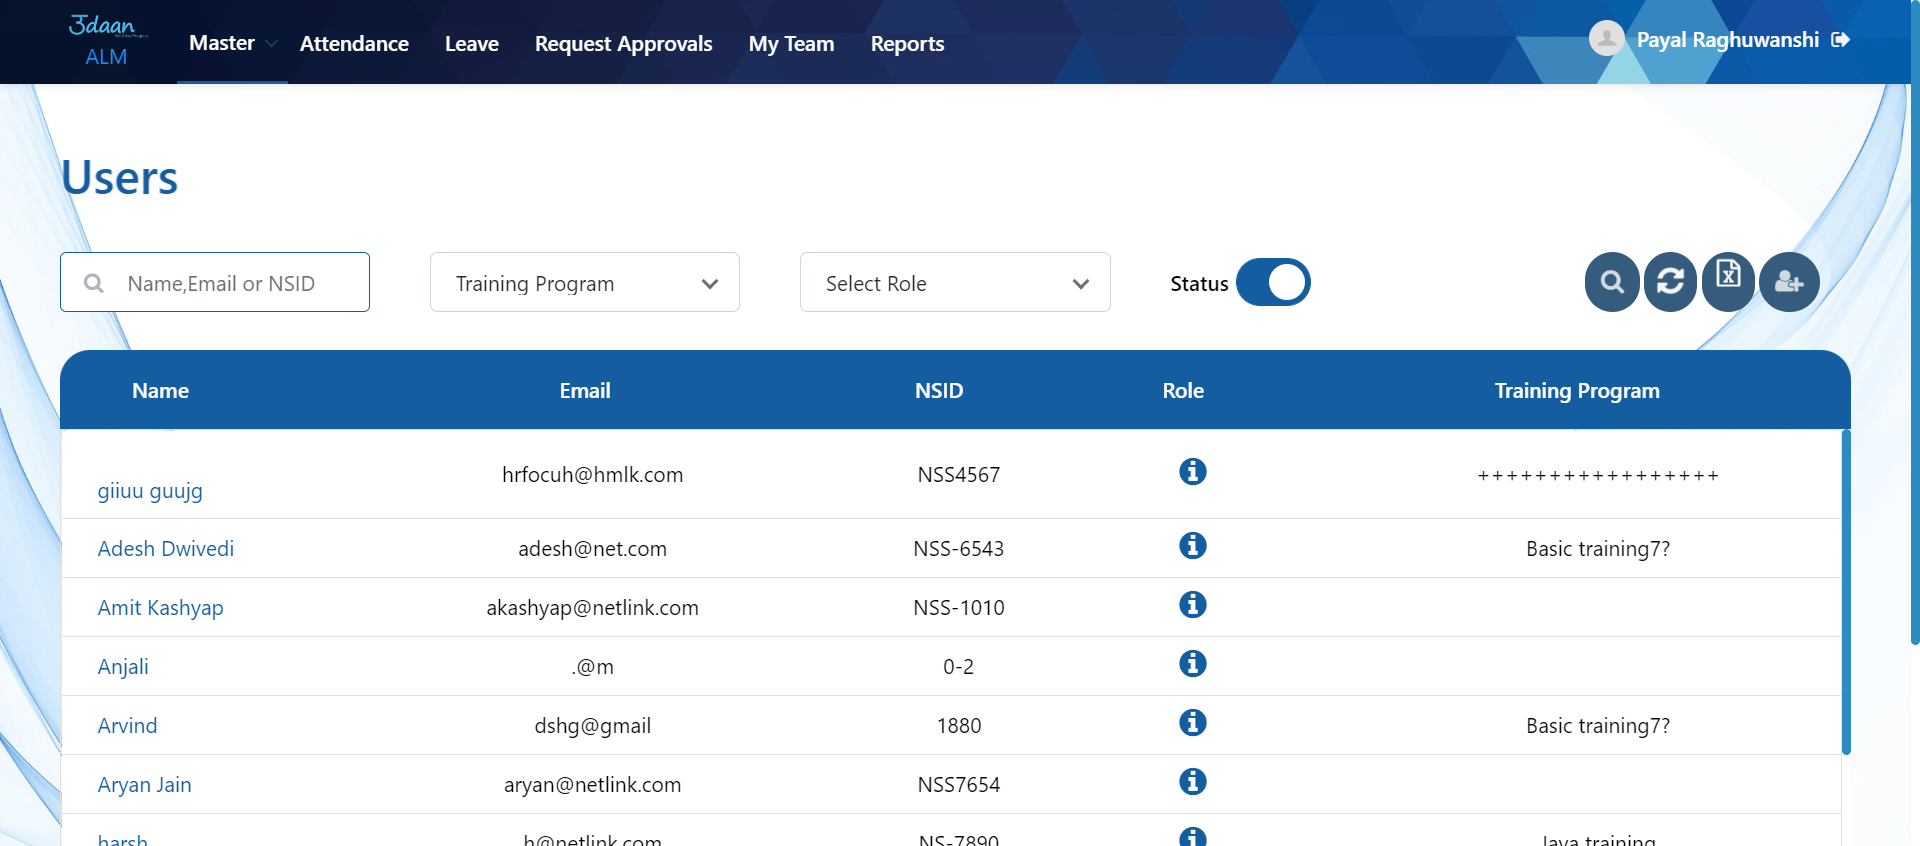 3daan
ALM
Master
Attendance
Leave
Request Approvals
My Team
Reports
Payal Raghuwanshi
Users
Name,Email or NSID
Training Program
Select Role
Status
Name Email NSID Role Training Program
giiuu guujg hrfocuh@hmlk.com NSS4567 +++++++++++++++++
Adesh Dwivedi adesh@net.com NSS-6543 Basic training7?
Amit Kashyap akashyap@netlink.com NSS-1010
Anjali .@m 0-2
Arvind dshg@gmail 1880 Basic training7?
Aryan Jain aryan@netlink.com NSS7654
harsh h@netlink.com NS-7890 Java training